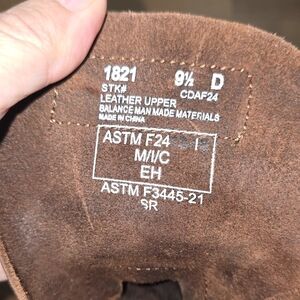 1821 9½ D
STK# CDAF24
LEATHER UPPER
BALANCE MAN MADE MATERIALS
MADE IN CHINA
ASTM F24
M/I/C
EH
ASTM F3445-21
SR